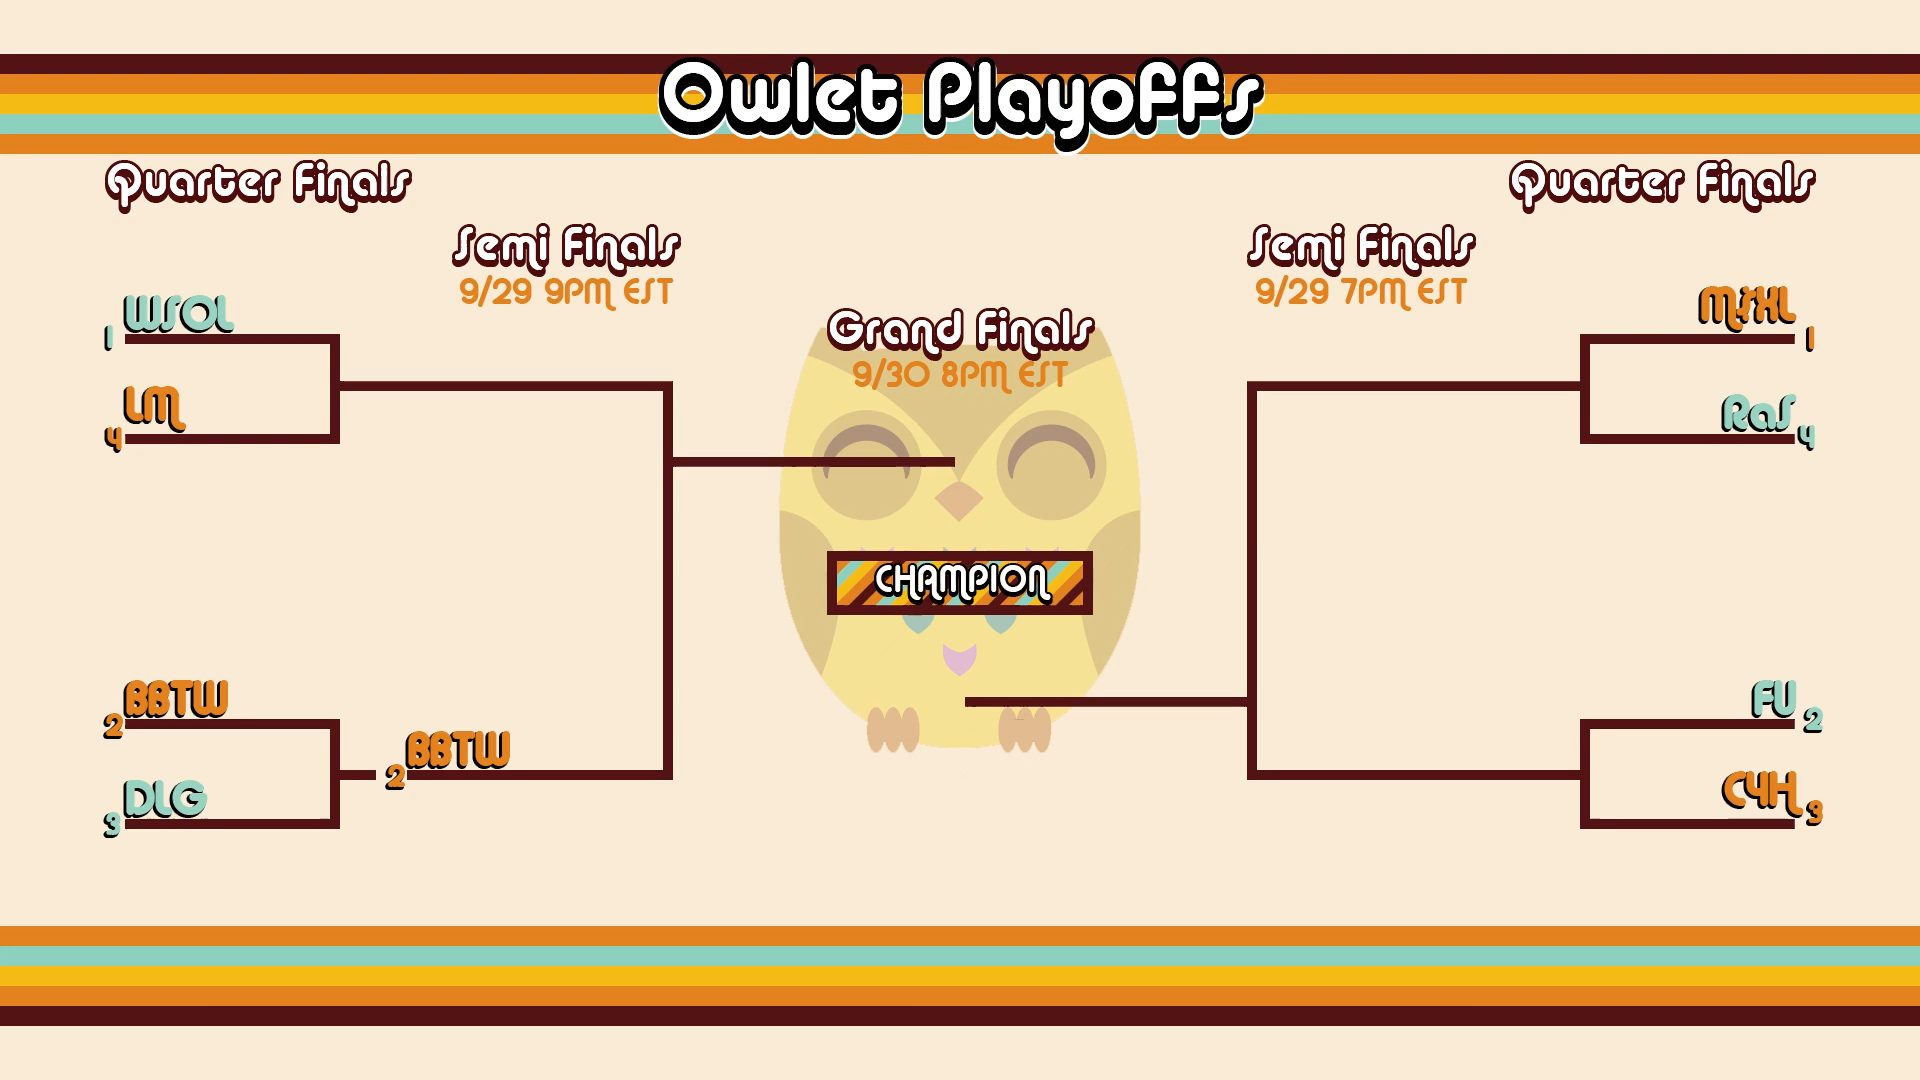 Owlet Playoffs
Quarter Finals
Quarter Finals
Semi Finals
9/29 9PM EST
Semi Finals
9/29 7PM EST
Grand Finals
9/30 8PM EST
1 WSOL
4 LM
2 BBTW
3 DLG
2 BBTW
CHAMPION
1
RaS 4
FU 2
C4H 3